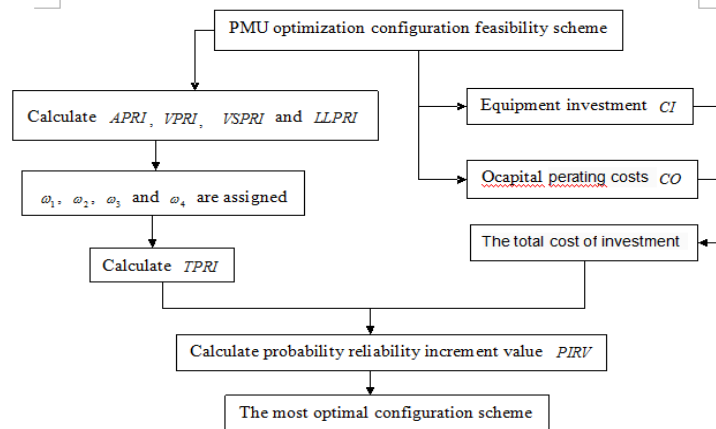 PMU optimization configuration feasibility scheme
Calculate APRI, VPRI, VSPRI and LLPRI
Equipment investment CI
ω1, ω2, ω3 and ω4 are assigned
Ocapital perating costs CO
Calculate TPRI
The total cost of investment
Calculate probability reliability increment value PIRV
The most optimal configuration scheme